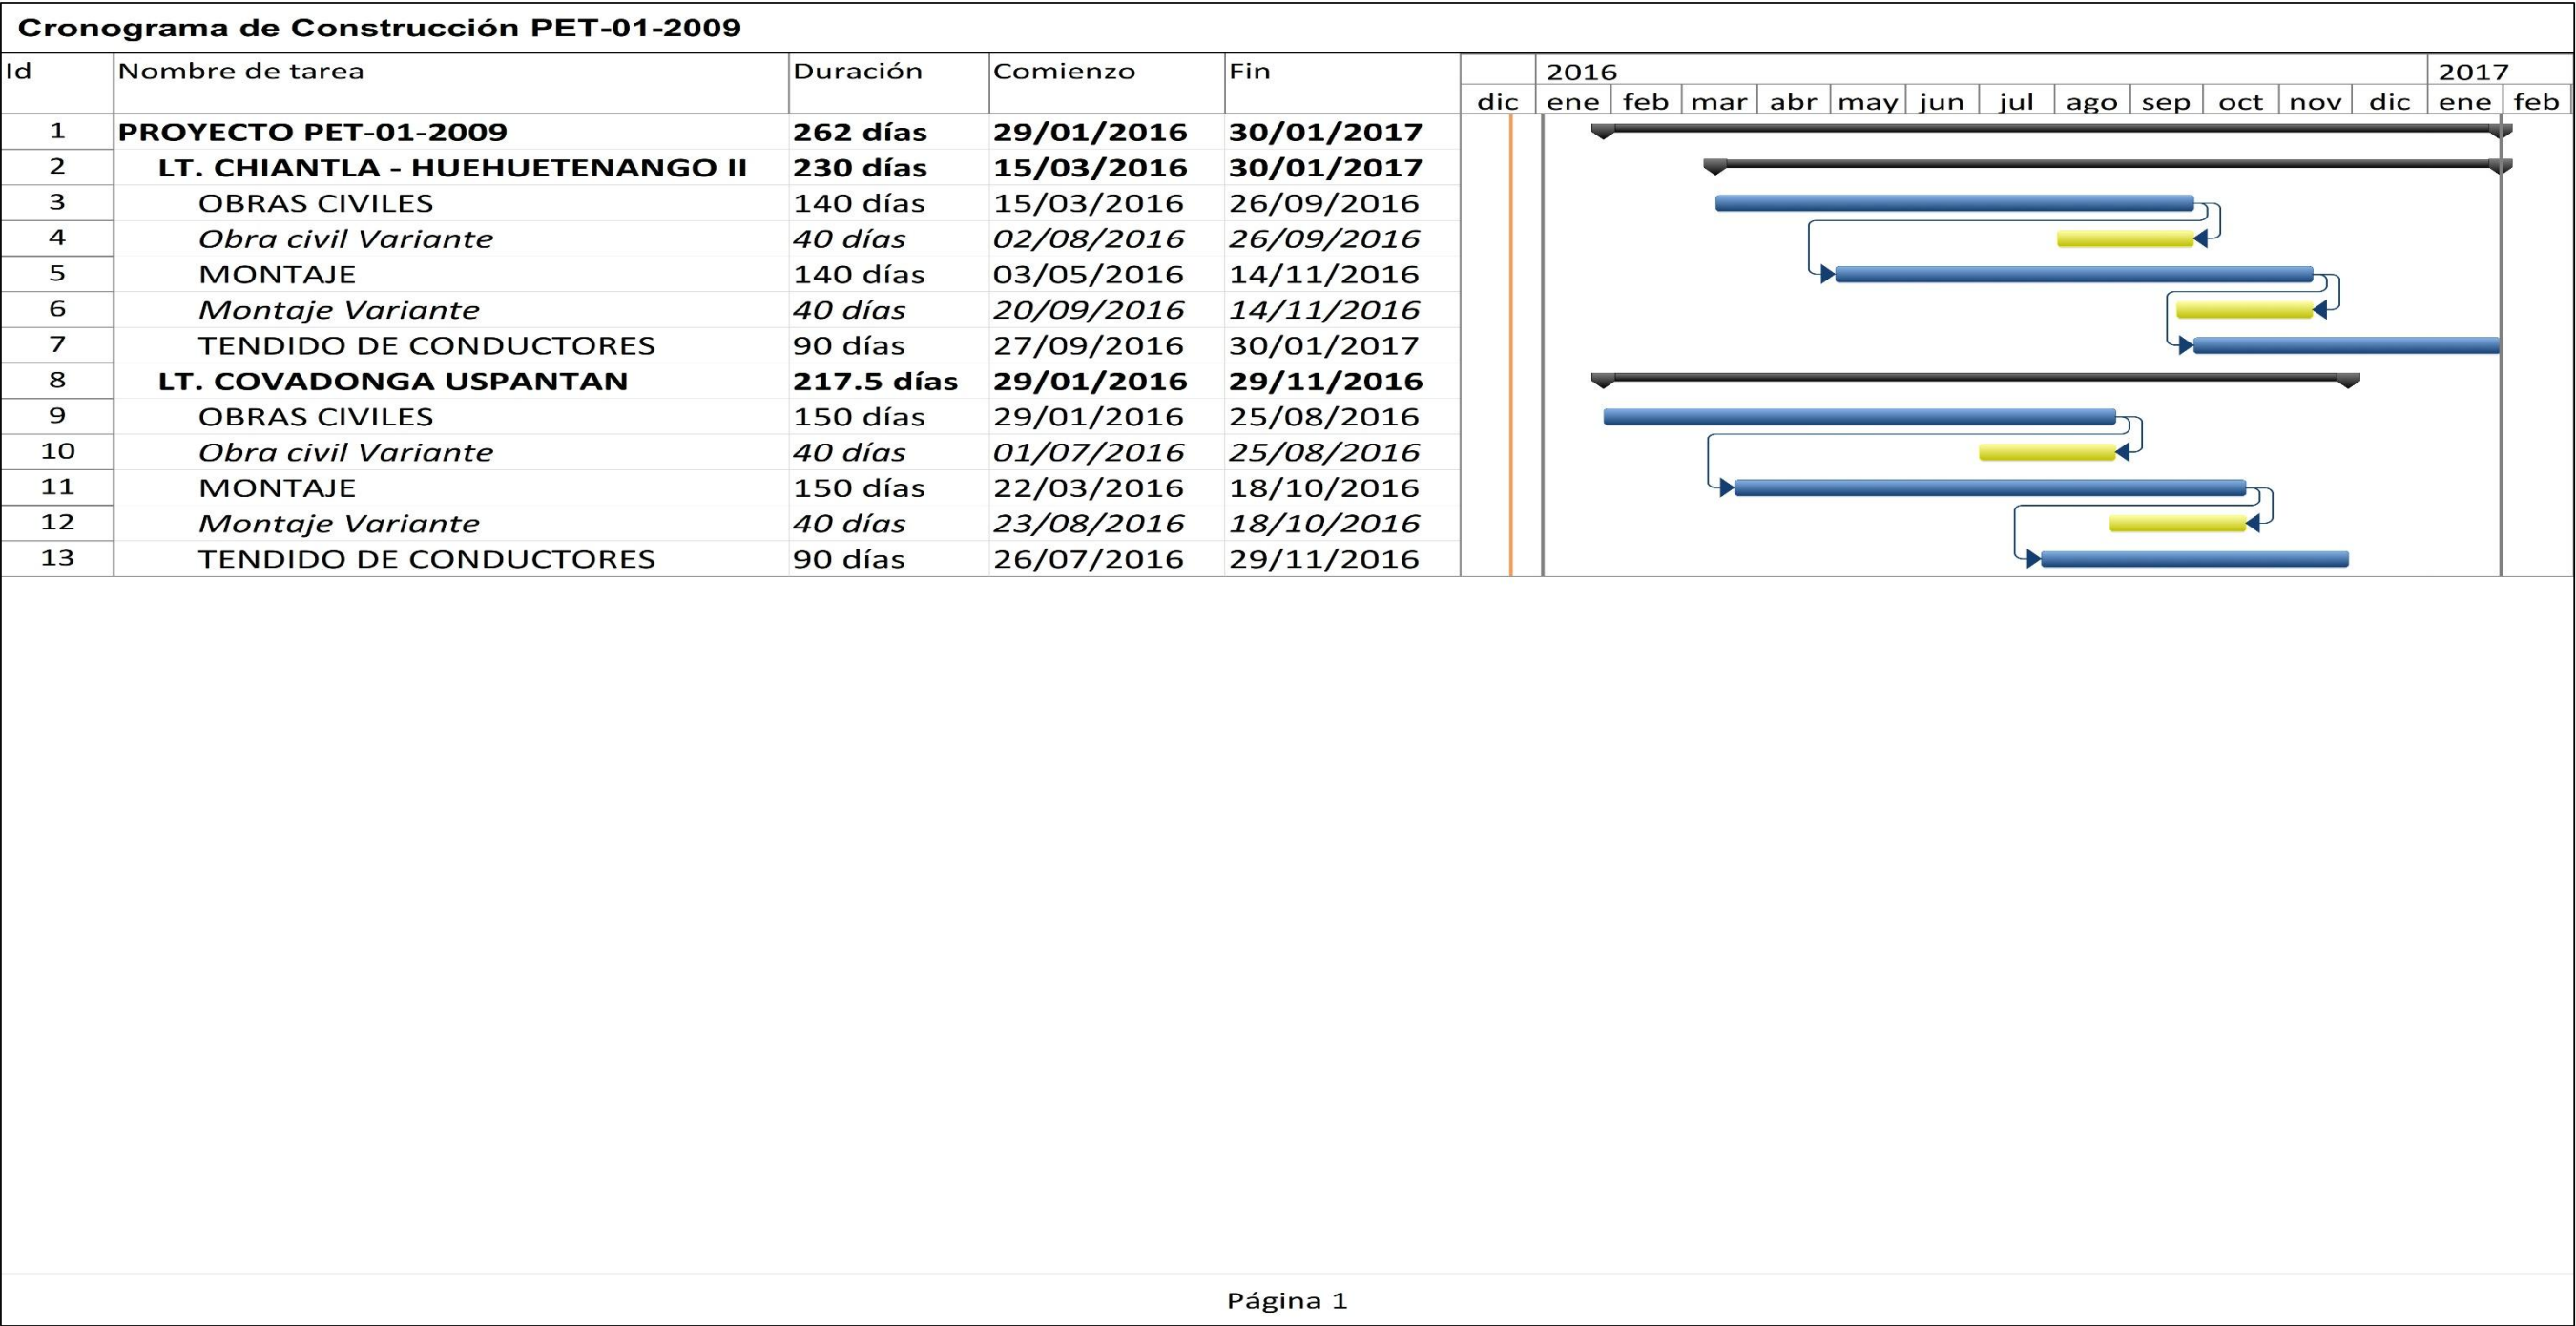 Cronograma de Construcción PET-01-2009
Id Nombre de tarea Duración Comienzo Fin 2016 2017
dic ene feb mar abr may jun jul ago sep oct nov dic ene feb
1 PROYECTO PET-01-2009 262 días 29/01/2016 30/01/2017
2 LT. CHIANTLA - HUEHUETENANGO II 230 días 15/03/2016 30/01/2017
3 OBRAS CIVILES 140 días 15/03/2016 26/09/2016
4 Obra civil Variante 40 días 02/08/2016 26/09/2016
5 MONTAJE 140 días 03/05/2016 14/11/2016
6 Montaje Variante 40 días 20/09/2016 14/11/2016
7 TENDIDO DE CONDUCTORES 90 días 27/09/2016 30/01/2017
8 LT. COVADONGA USPANTAN 217.5 días 29/01/2016 29/11/2016
9 OBRAS CIVILES 150 días 29/01/2016 25/08/2016
10 Obra civil Variante 40 días 01/07/2016 25/08/2016
11 MONTAJE 150 días 22/03/2016 18/10/2016
12 Montaje Variante 40 días 23/08/2016 18/10/2016
13 TENDIDO DE CONDUCTORES 90 días 26/07/2016 29/11/2016
Página 1